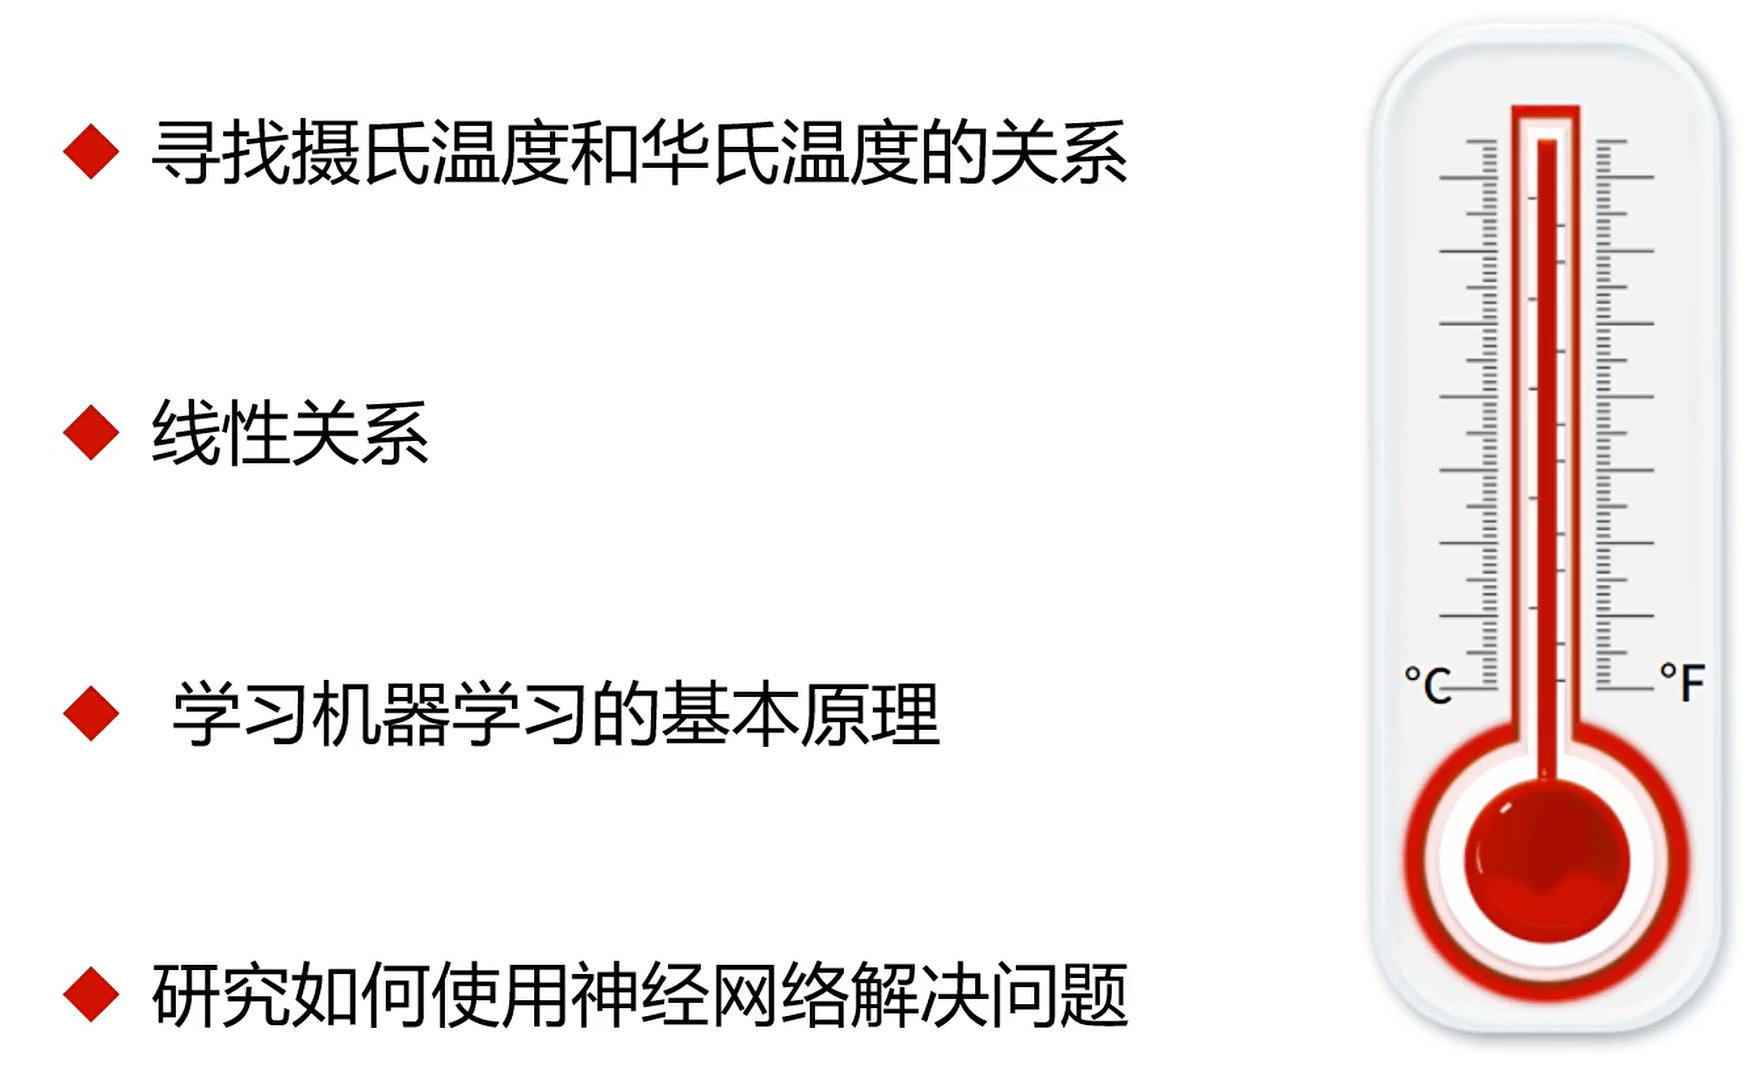 寻找摄氏温度和华氏温度的关系
线性关系
学习机器学习的基本原理
研究如何使用神经网络解决问题
°C
°F